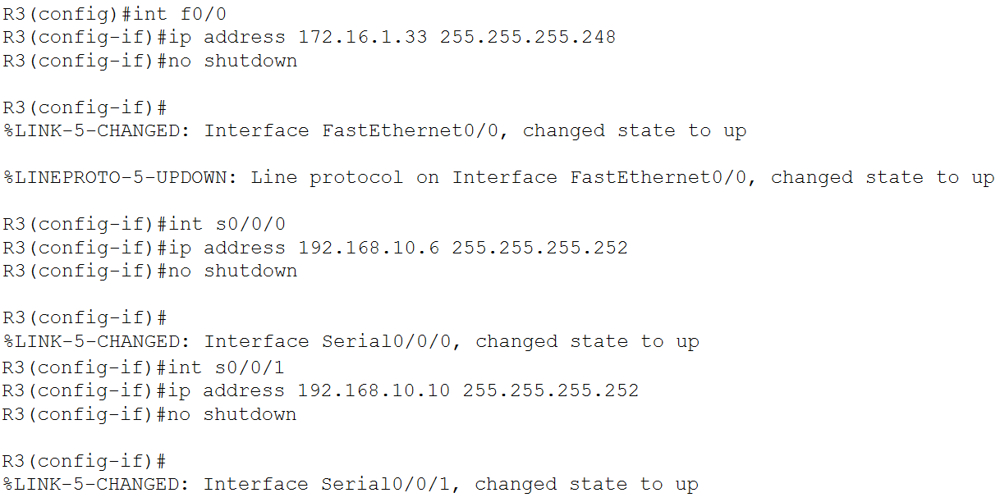 R3(config)#int f0/0
R3(config-if)#ip address 172.16.1.33 255.255.255.248
R3(config-if)#no shutdown
R3(config-if)#
%LINK-5-CHANGED: Interface FastEthernet0/0, changed state to up
%LINEPROTO-5-UPDOWN: Line protocol on Interface FastEthernet0/0, changed state to up
R3(config-if)#int s0/0/0
R3(config-if)#ip address 192.168.10.6 255.255.255.252
R3(config-if)#no shutdown
R3(config-if)#
%LINK-5-CHANGED: Interface Serial0/0/0, changed state to up
R3(config-if)#int s0/0/1
R3(config-if)#ip address 192.168.10.10 255.255.255.252
R3(config-if)#no shutdown
R3(config-if)#
%LINK-5-CHANGED: Interface Serial0/0/1, changed state to up